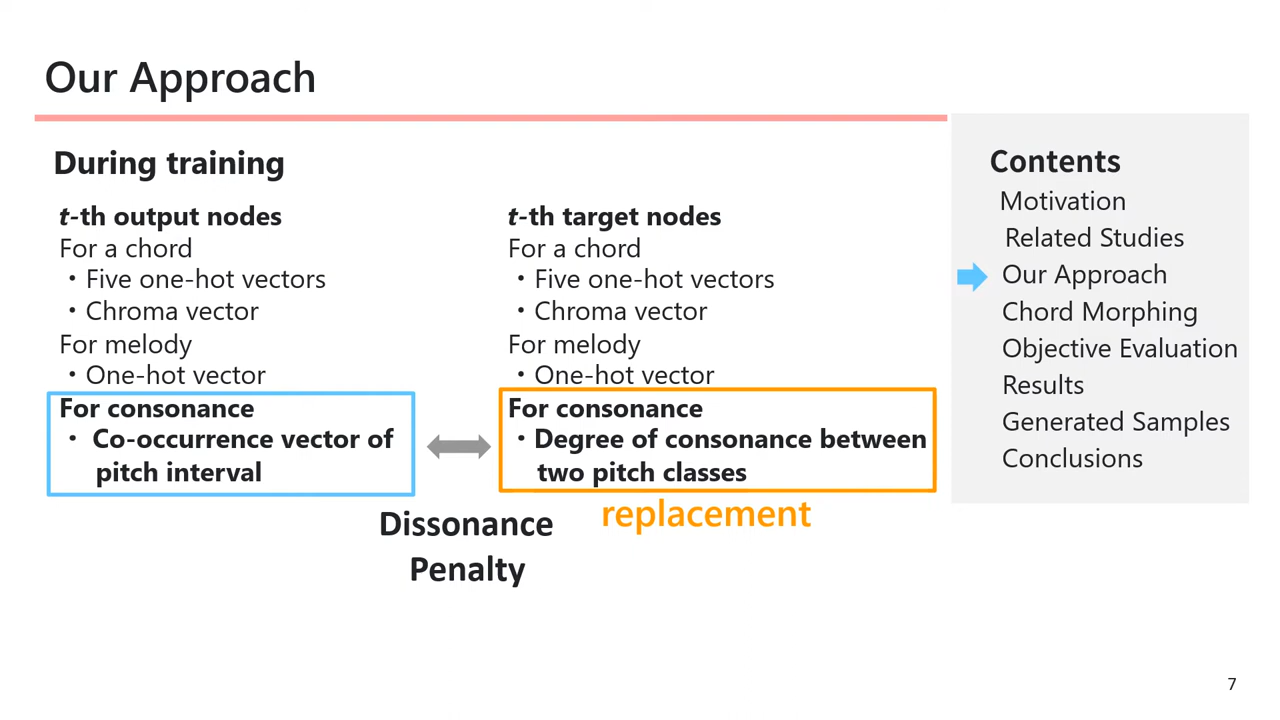 Our Approach
During training
t-th output nodes
For a chord
・Five one-hot vectors
・Chroma vector
For melody
・One-hot vector
For consonance
・ Co-occurrence vector of
pitch interval
t-th target nodes
For a chord
・Five one-hot vectors
・Chroma vector
For melody
・One-hot vector
For consonance
・Degree of consonance between
two pitch classes
Dissonance
Penalty
replacement
Contents
Motivation
Related Studies
Our Approach
Chord Morphing
Objective Evaluation
Results
Generated Samples
Conclusions
7